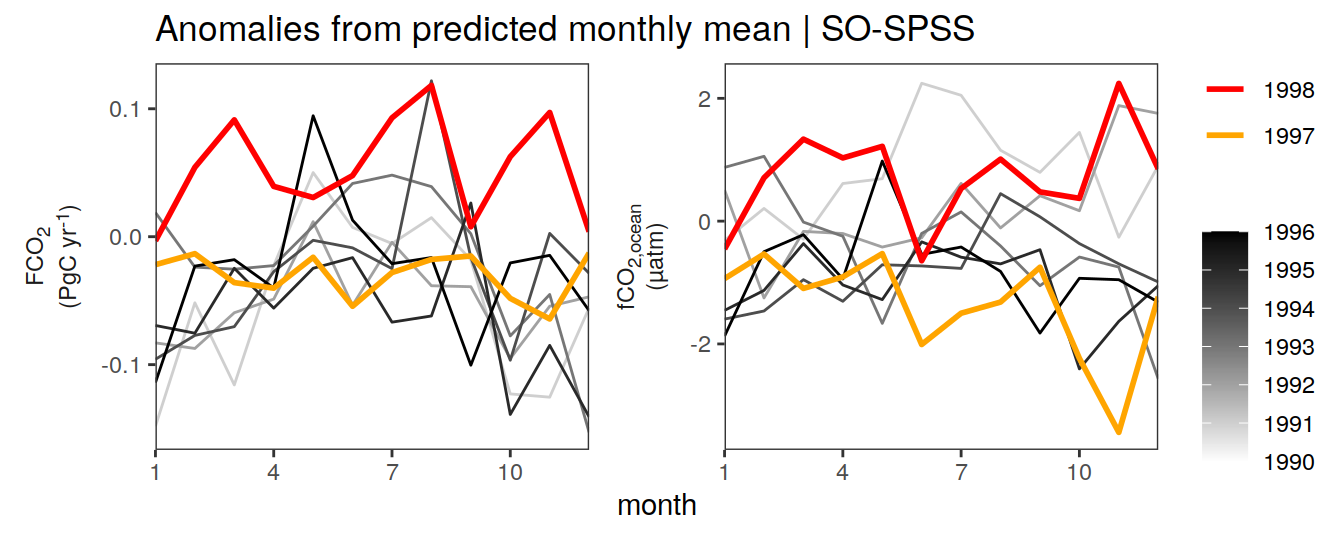 Anomalies from predicted monthly mean | SO-SPSS
FCO₂
(PgC yr⁻¹)
0.1
0.0
-0.1
1 4 7 10
fCO₂,ocean
(µatm)
2
0
-2
1 4 7 10
month
1998
1997
1996
1995
1994
1993
1992
1991
1990